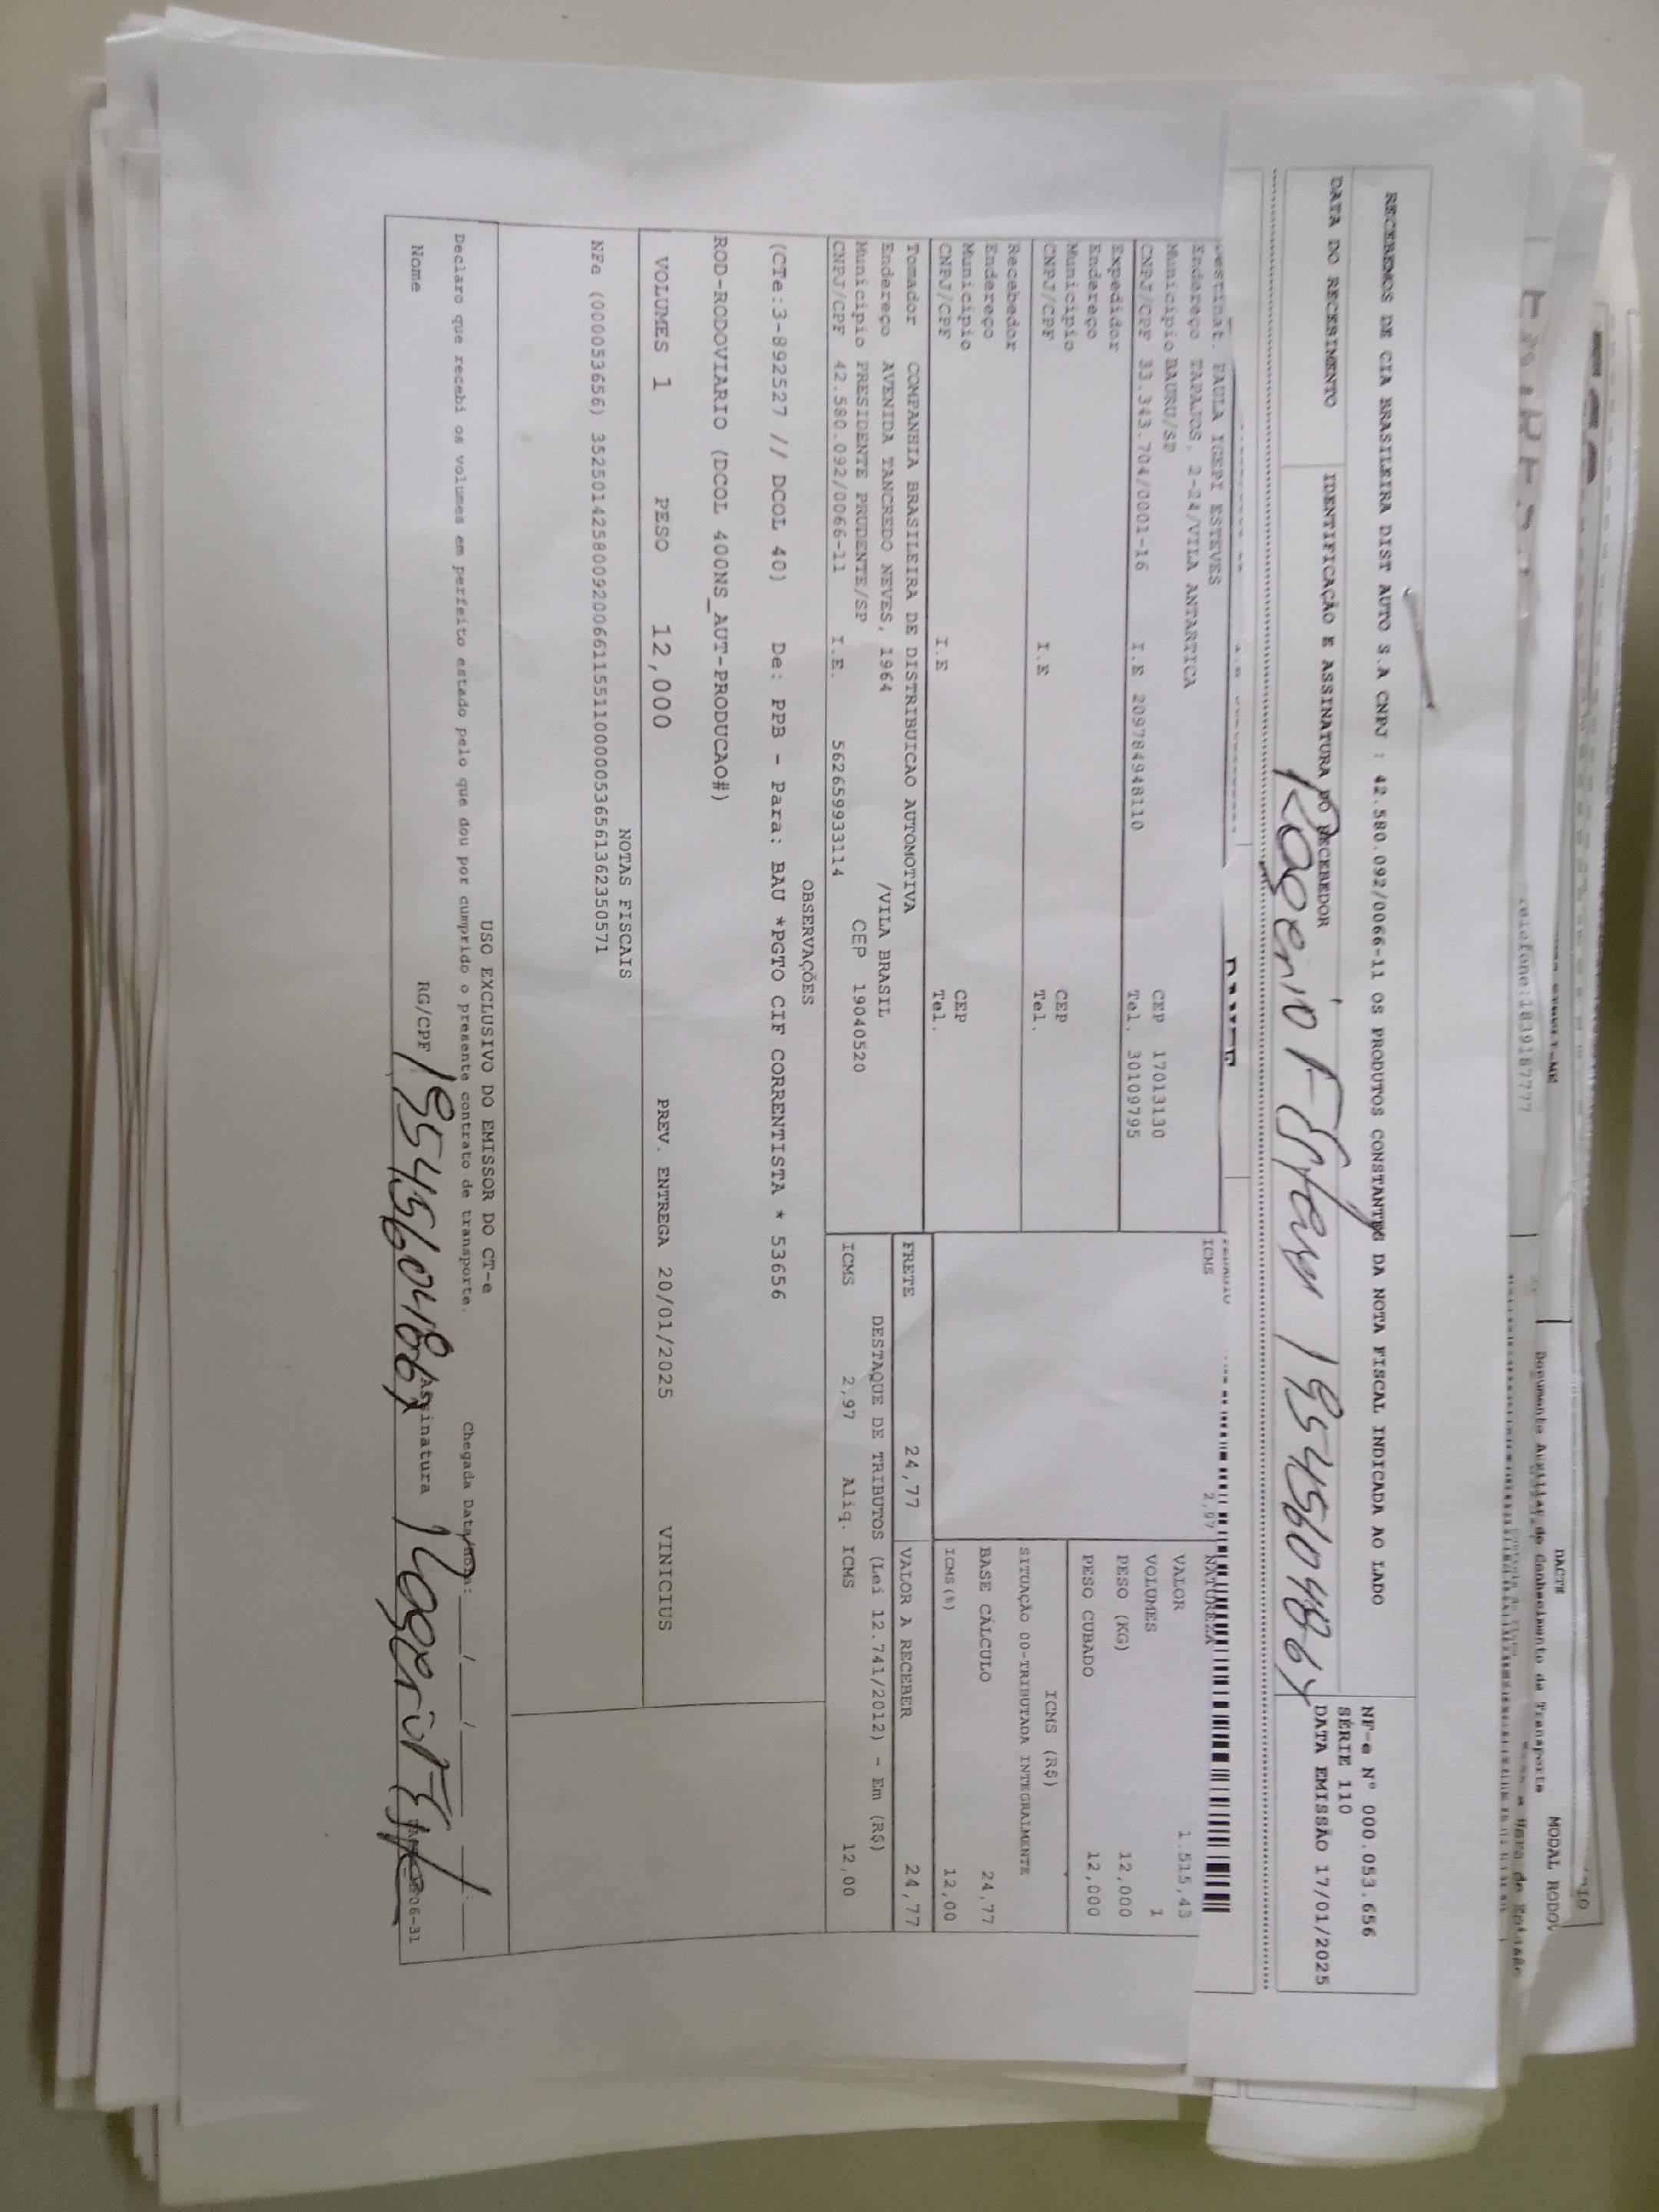 MODAL RODOV
DACTE
Documento Auxiliar do Conhecimento de Transporte
RECEBEMOS DE CIA BRASILEIRA DIST AUTO S.A CNPJ : 42.580.092/0066-11 OS PRODUTOS CONSTANTES DA NOTA FISCAL INDICADA AO LADO
NF-e Nº 000.053.656
SÉRIE 110
DATA DO RECEBIMENTO
IDENTIFICAÇÃO E ASSINATURA DO RECEBEDOR
DATA EMISSÃO 17/01/2025
Rogerio F Esteves
PAULA IGEPI ESTEVES
Endereço TAPAJOS, 2-24/VILA ANTARTICA
Município BAURU/SP
CEP 17013130
CNPJ/CPF 33.343.704/0001-16 I.E 209784948110 Tel. 30109795
Expedidor
Endereço
Município
CEP
CNPJ/CPF I.E Tel.
Recebedor
Endereço
Município
CEP
CNPJ/CPF I.E Tel.
ICMS 2,97
NATUREZA
VALOR 1.515,43
VOLUMES 1
PESO (KG) 12,000
PESO CUBADO 12,000
ICMS (R$)
SITUAÇÃO 00-TRIBUTADA INTEGRALMENTE
BASE CÁLCULO 24,77
ICMS(%) 12,00
Tomador COMPANHIA BRASILEIRA DE DISTRIBUICAO AUTOMOTIVA
Endereço AVENIDA TANCREDO NEVES, 1964 /VILA BRASIL
Município PRESIDENTE PRUDENTE/SP CEP 19040520
CNPJ/CPF 42.580.092/0066-11 I.E. 562659933114
FRETE 24,77 VALOR A RECEBER 24,77
DESTAQUE DE TRIBUTOS (Lei 12.741/2012) - Em (R$)
ICMS 2,97 Aliq. ICMS 12,00
OBSERVAÇÕES
(CTe:3-892527 // DCOL 40) De: PPB - Para: BAU *PGTO CIF CORRENTISTA * 53656
ROD-RODOVIARIO (DCOL 400NS_AUT-PRODUCAO#)
VOLUMES 1 PESO 12,000 PREV. ENTREGA 20/01/2025 VINICIUS
NOTAS FISCAIS
NFe (000053656) 35250142580092006611551100000536561362350571
USO EXCLUSIVO DO EMISSOR DO CT-e
Declaro que recebi os volumes em perfeito estado pelo que dou por cumprido o presente contrato de transporte.
Chegada Data/Hora: ___/___/___
Nome RG/CPF Assinatura Rogerio F Este